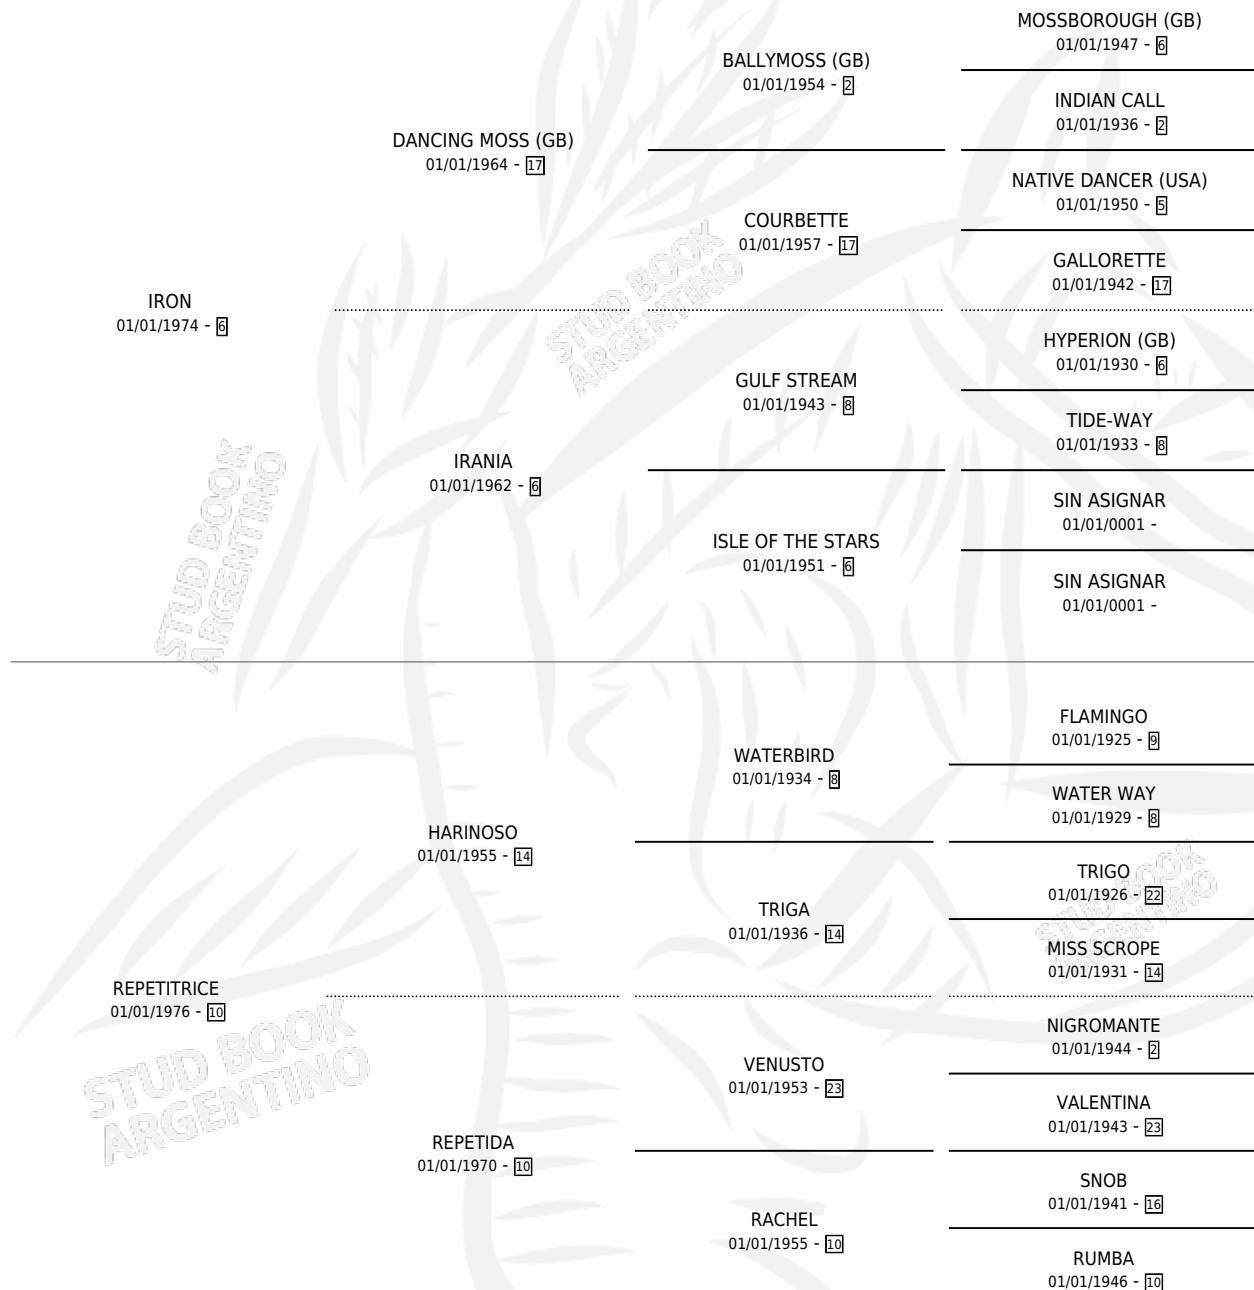 MOSSBOROUGH (GB)
01/01/1947 - 6
BALLYMOSS (GB)
01/01/1954 - 2
INDIAN CALL
01/01/1936 - 2
DANCING MOSS (GB)
01/01/1964 - 17
NATIVE DANCER (USA)
01/01/1950 - 5
COURBETTE
01/01/1957 - 17
GALLORETTE
01/01/1942 - 17
IRON
01/01/1974 - 6
HYPERION (GB)
01/01/1930 - 6
GULF STREAM
01/01/1943 - 8
TIDE-WAY
01/01/1933 - 8
IRANIA
01/01/1962 - 6
SIN ASIGNAR
01/01/0001 -
ISLE OF THE STARS
01/01/1951 - 6
SIN ASIGNAR
01/01/0001 -
FLAMINGO
01/01/1925 - 9
WATERBIRD
01/01/1934 - 8
WATER WAY
01/01/1929 - 8
HARINOSO
01/01/1955 - 14
TRIGO
01/01/1926 - 22
TRIGA
01/01/1936 - 14
MISS SCROPE
01/01/1931 - 14
REPETITRICE
01/01/1976 - 10
NIGROMANTE
01/01/1944 - 2
VENUSTO
01/01/1953 - 23
VALENTINA
01/01/1943 - 23
REPETIDA
01/01/1970 - 10
SNOB
01/01/1941 - 16
RACHEL
01/01/1955 - 10
RUMBA
01/01/1946 - 10
STUD BOOK
ARGENTINO
STUD BOOK
ARGENTINO
STUD BOOK
ARGENTINO
STUD BOOK
ARGENTINO